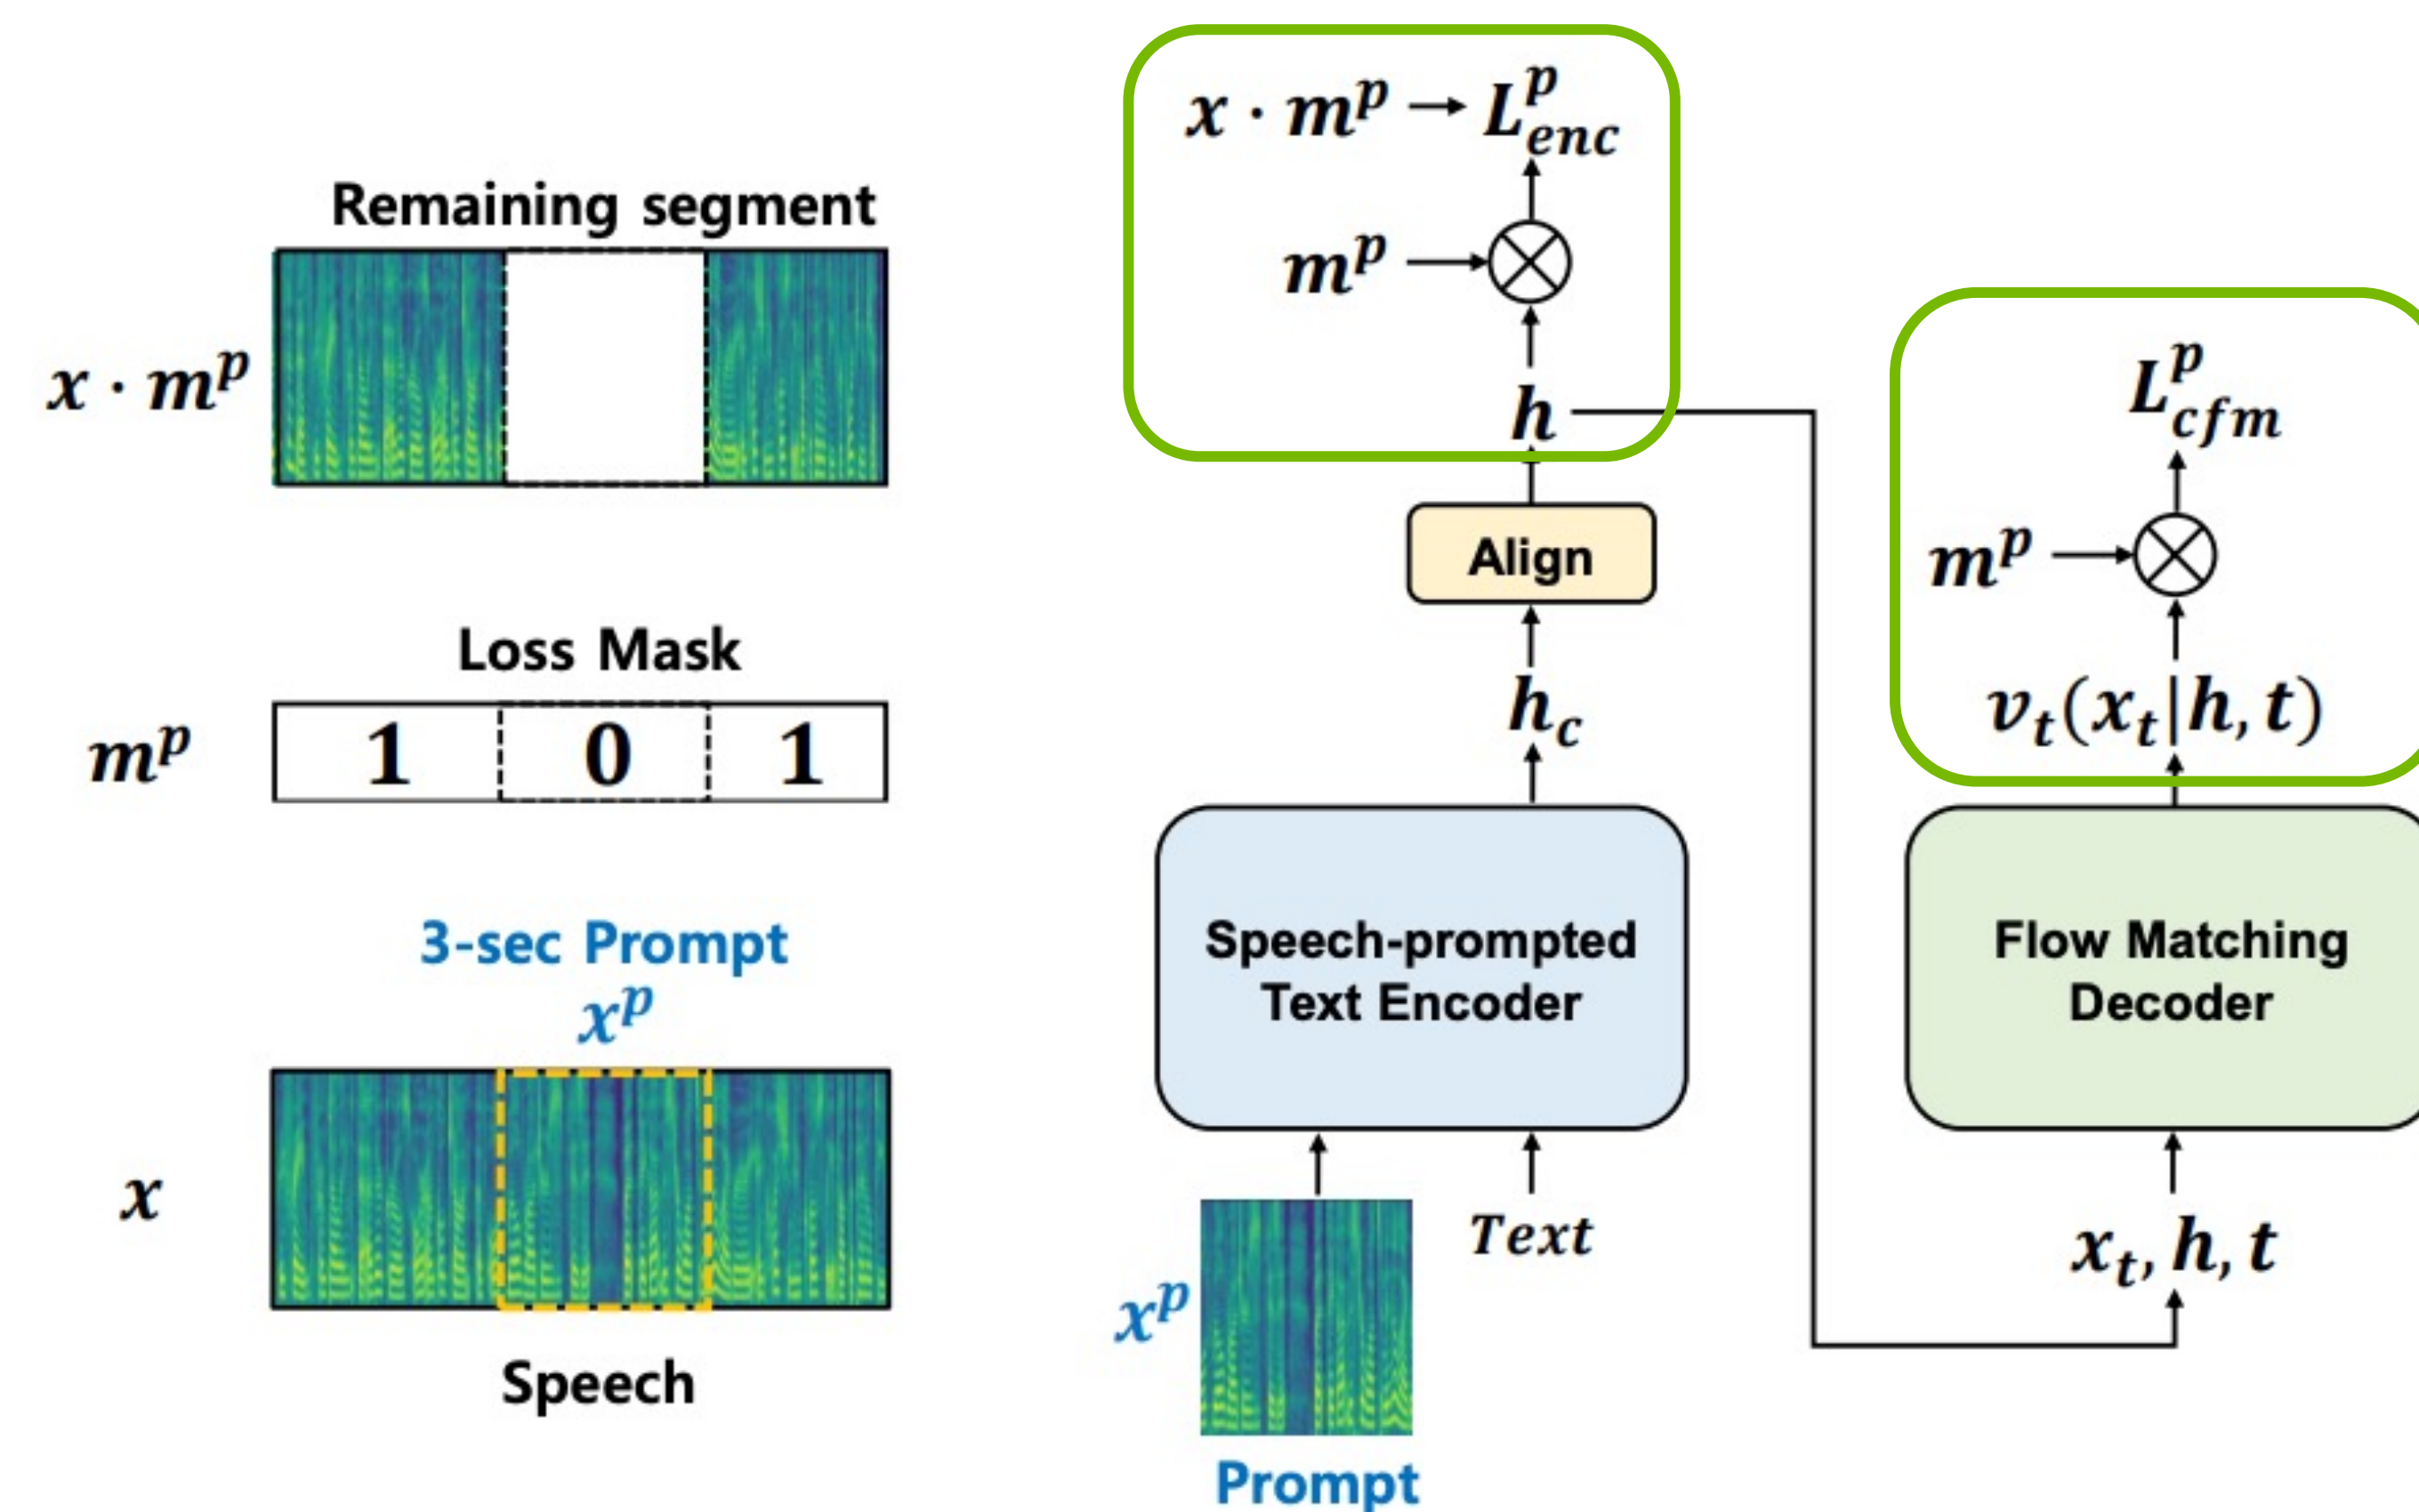 Remaining segment
x · m^p
Loss Mask
m^p
1 0 1
3-sec Prompt
x^p
x
Speech
x · m^p → L^p_enc
m^p
h
Align
h_c
Speech-prompted
Text Encoder
x^p
Text
Prompt
L^p_cfm
m^p
v_t(x_t|h, t)
Flow Matching
Decoder
x_t, h, t